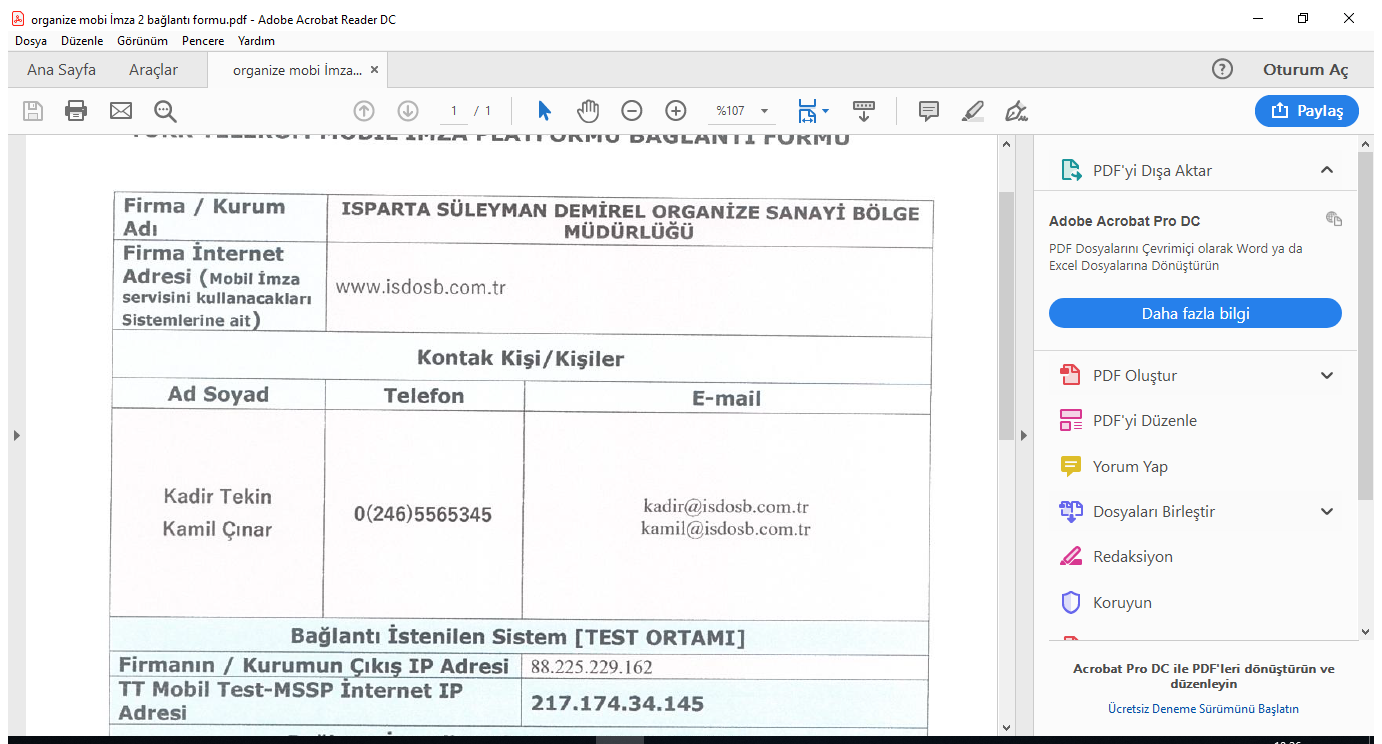 organize mobi İmza 2 bağlantı formu.pdf - Adobe Acrobat Reader DC
Dosya Düzenle Görünüm Pencere Yardım
Ana Sayfa Araçlar organize mobi İmza... × ? Oturum Aç
1 / 1 %107 Paylaş
TÜRK TELEKOM MOBİL İMZA PLATFORMU BAĞLANTI FORMU
Firma / Kurum
Adı
ISPARTA SÜLEYMAN DEMİREL ORGANİZE SANAYİ BÖLGE
MÜDÜRLÜĞÜ
Firma İnternet
Adresi (Mobil İmza
servisini kullanacakları
Sistemlerine ait)
www.isdosb.com.tr
Kontak Kişi/Kişiler
Ad Soyad Telefon E-mail
Kadir Tekin
Kamil Çınar
0(246)5565345
kadir@isdosb.com.tr
kamil@isdosb.com.tr
Bağlantı İstenilen Sistem [TEST ORTAMI]
Firmanın / Kurumun Çıkış IP Adresi 88.225.229.162
TT Mobil Test-MSSP İnternet IP
Adresi
217.174.34.145
PDF'yi Dışa Aktar
Adobe Acrobat Pro DC
PDF Dosyalarını Çevrimiçi olarak Word ya da
Excel Dosyalarına Dönüştürün
Daha fazla bilgi
PDF Oluştur
PDF'yi Düzenle
Yorum Yap
Dosyaları Birleştir
Redaksiyon
Koruyun
Acrobat Pro DC ile PDF'leri dönüştürün ve
düzenleyin
Ücretsiz Deneme Sürümünü Başlatın